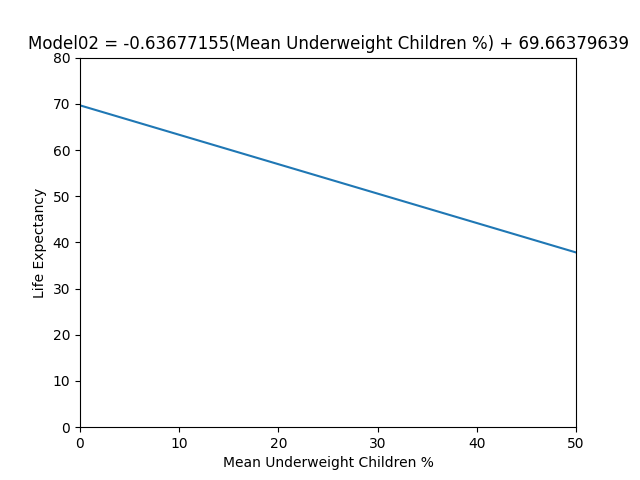 Model02 = -0.63677155(Mean Underweight Children %) + 69.66379639
80
70
60
50
40
30
20
10
0
Life Expectancy
0 10 20 30 40 50
Mean Underweight Children %